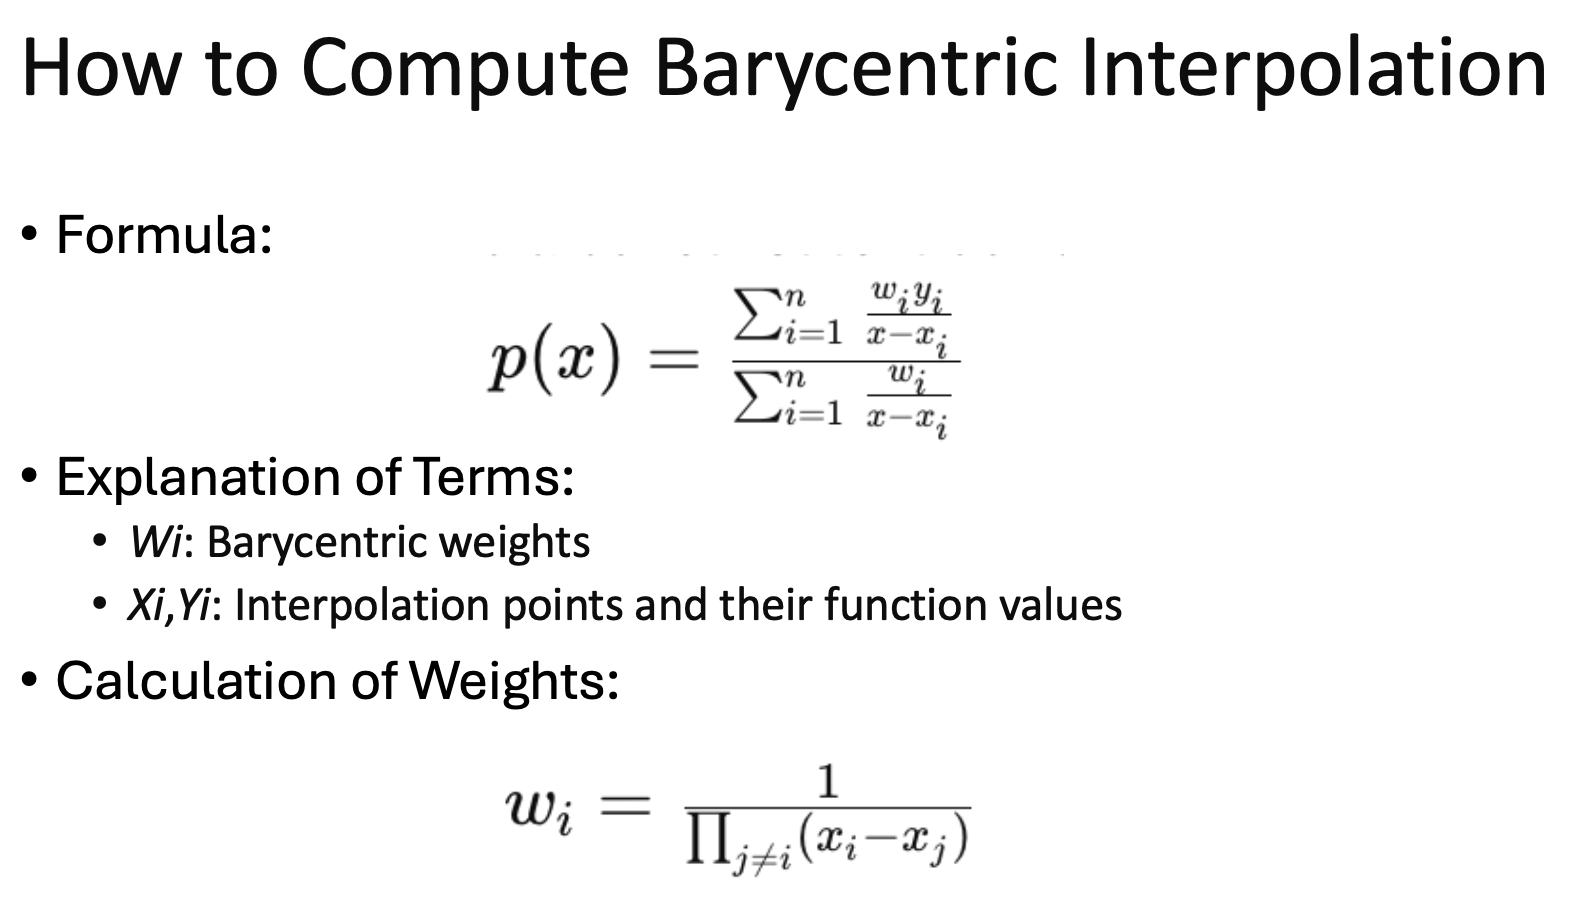 How to Compute Barycentric Interpolation
• Formula:
p(x) = \frac{\sum_{i=1}^{n} \frac{w_i y_i}{x-x_i}}{\sum_{i=1}^{n} \frac{w_i}{x-x_i}}
• Explanation of Terms:
• Wi: Barycentric weights
• Xi,Yi: Interpolation points and their function values
• Calculation of Weights:
w_i = \frac{1}{\prod_{j \neq i}(x_i-x_j)}